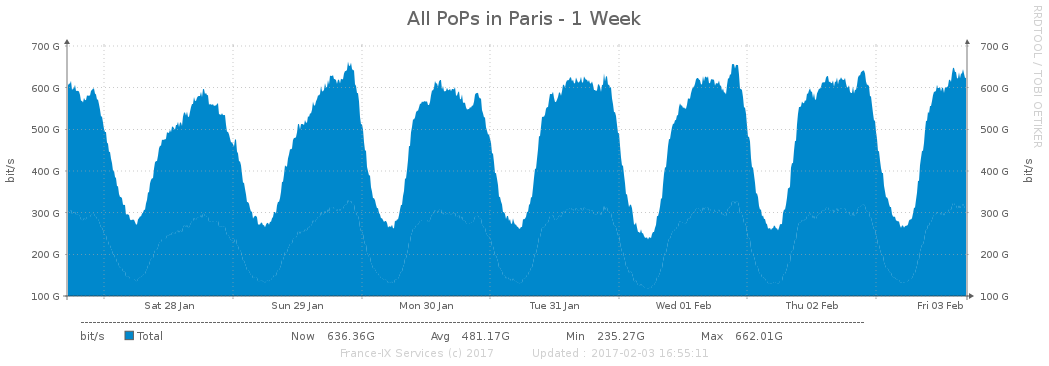 All PoPs in Paris - 1 Week
RRDTOOL / TOBI OETIKER
700 G 700 G
600 G 600 G
500 G 500 G
400 G 400 G
300 G 300 G
200 G 200 G
100 G 100 G
bit/s bit/s
Sat 28 Jan Sun 29 Jan Mon 30 Jan Tue 31 Jan Wed 01 Feb Thu 02 Feb Fri 03 Feb
bit/s Total Now 636.36G Avg 481.17G Min 235.27G Max 662.01G
France-IX Services (c) 2017 Updated : 2017-02-03 16:55:11